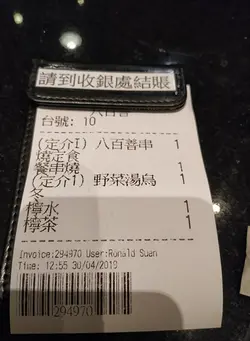 請到收銀處結賬
台號: 10
(定介I) 八百善串 1
燒定食
餐串燒 1
(定介1) 野菜湯烏 1
冬
檸水 1
檸茶 1
Invoice:294970 User:Ronald Suan
Time: 12:55 30/04/2019
294970